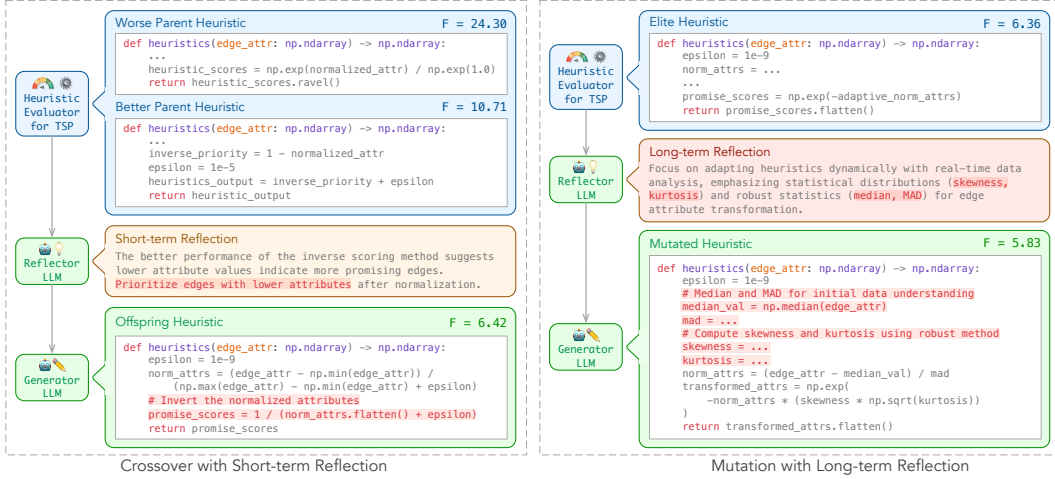 Worse Parent Heuristic
F = 24.30
def heuristics(edge_attr: np.ndarray) -> np.ndarray:
...
heuristic_scores = np.exp(normalized_attr) / np.exp(1.0)
return heuristic_scores.ravel()
Heuristic
Evaluator
for TSP
Better Parent Heuristic
F = 10.71
def heuristics(edge_attr: np.ndarray) -> np.ndarray:
...
inverse_priority = 1 - normalized_attr
epsilon = 1e-5
heuristics_output = inverse_priority + epsilon
return heuristic_output
Reflector
LLM
Short-term Reflection
The better performance of the inverse scoring method suggests
lower attribute values indicate more promising edges.
Prioritize edges with lower attributes after normalization.
Generator
LLM
Offspring Heuristic
F = 6.42
def heuristics(edge_attr: np.ndarray) -> np.ndarray:
epsilon = 1e-9
norm_attrs = (edge_attr - np.min(edge_attr)) /
(np.max(edge_attr) - np.min(edge_attr) + epsilon)
# Invert the normalized attributes
promise_scores = 1 / (norm_attrs.flatten() + epsilon)
return promise_scores
Crossover with Short-term Reflection
Elite Heuristic
F = 6.36
def heuristics(edge_attr: np.ndarray) -> np.ndarray:
epsilon = 1e-9
norm_attrs = ...
...
promise_scores = np.exp(-adaptive_norm_attrs)
return promise_scores.flatten()
Heuristic
Evaluator
for TSP
Reflector
LLM
Long-term Reflection
Focus on adapting heuristics dynamically with real-time data
analysis, emphasizing statistical distributions (skewness,
kurtosis) and robust statistics (median, MAD) for edge
attribute transformation.
Generator
LLM
Mutated Heuristic
F = 5.83
def heuristics(edge_attr: np.ndarray) -> np.ndarray:
epsilon = 1e-9
# Median and MAD for initial data understanding
median_val = np.median(edge_attr)
mad = ...
# Compute skewness and kurtosis using robust method
skewness = ...
kurtosis = ...
norm_attrs = (edge_attr - median_val) / mad
transformed_attrs = np.exp(
-norm_attrs * (skewness * np.sqrt(kurtosis))
)
return transformed_attrs.flatten()
Mutation with Long-term Reflection